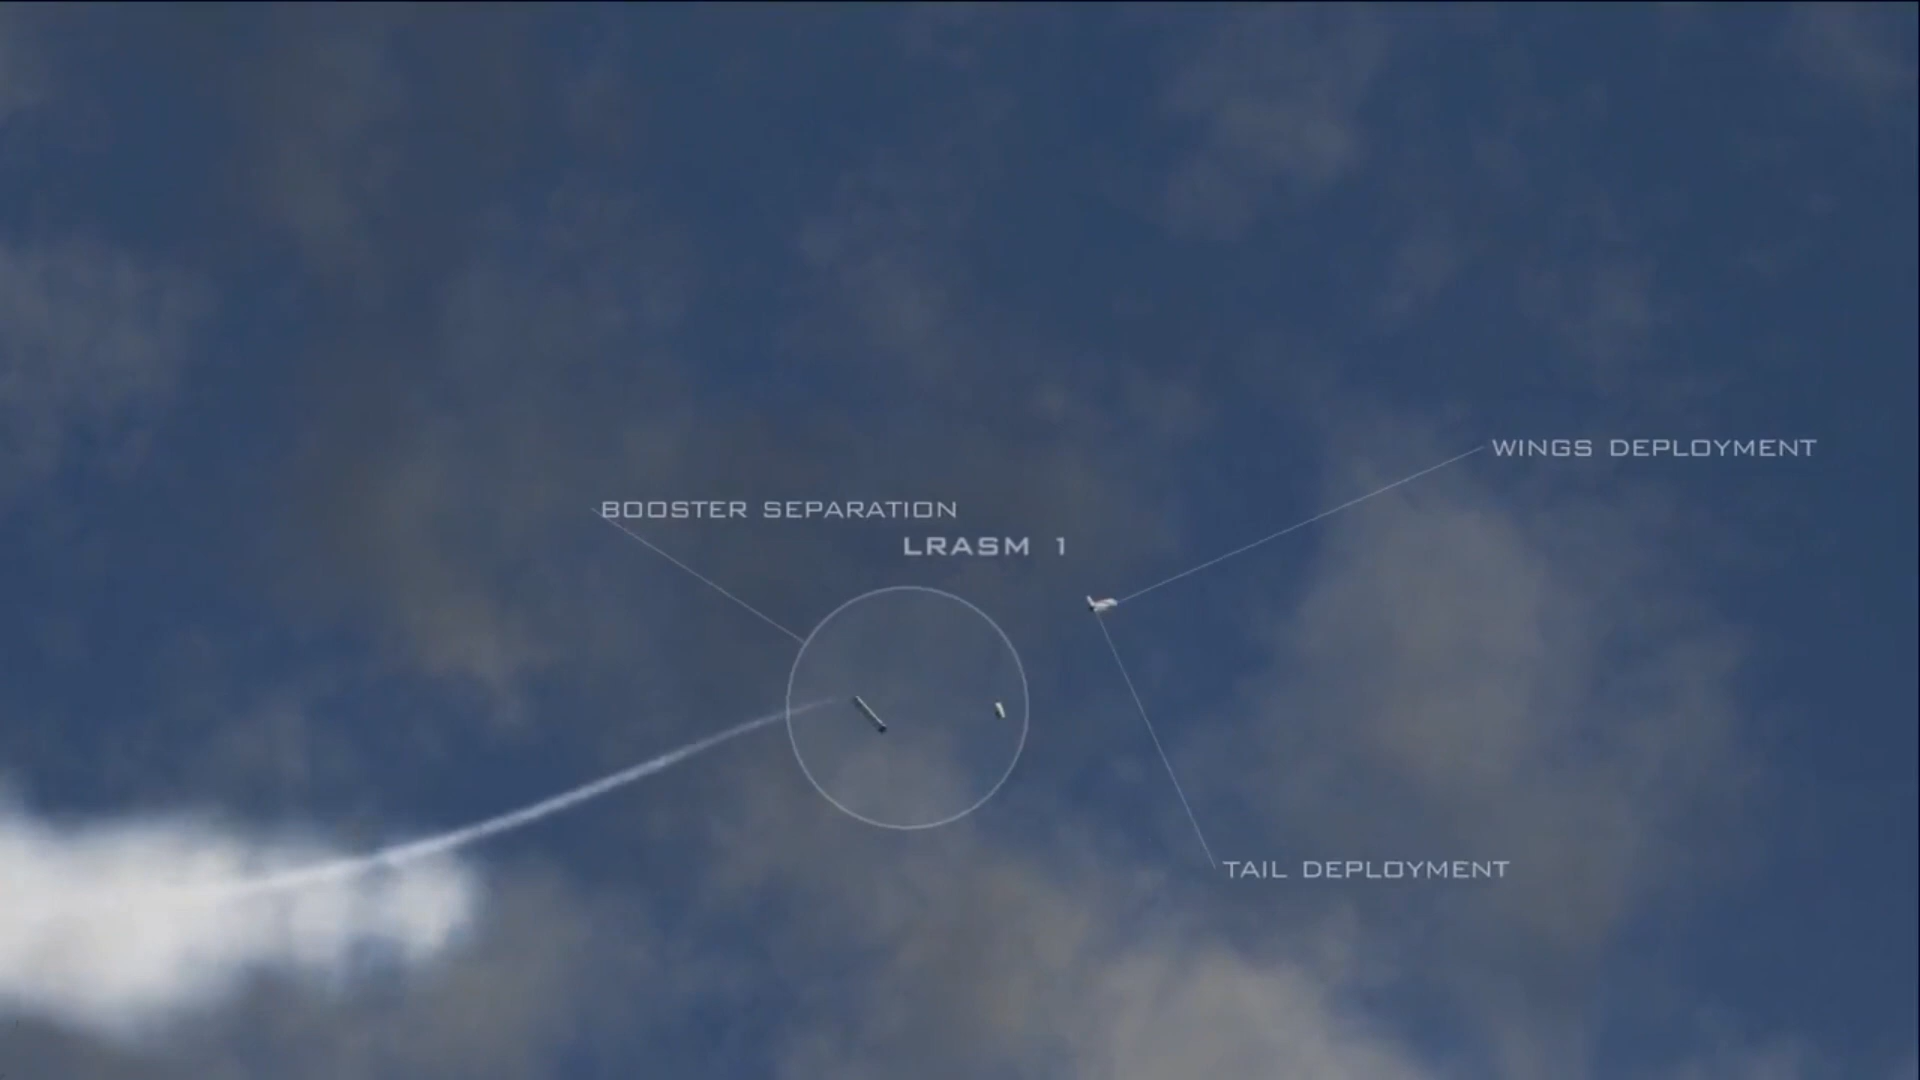 WINGS DEPLOYMENT
BOOSTER SEPARATION
LRASM 1
TAIL DEPLOYMENT